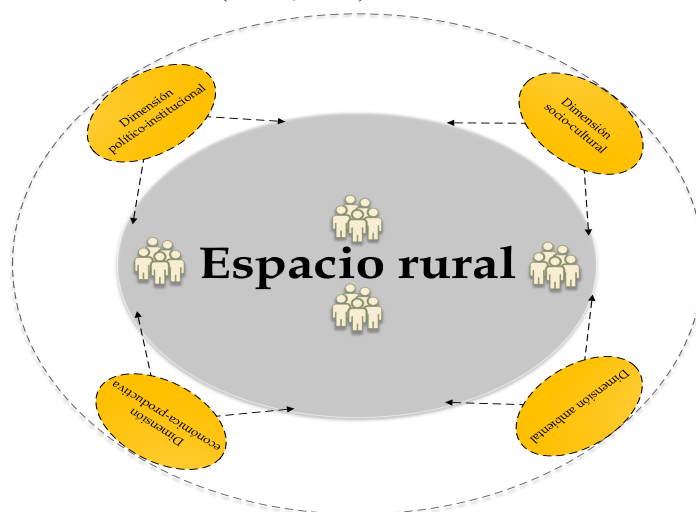 Dimensión
político-institucional
Dimensión
socio-cultural
Espacio rural
Dimensión
económica-productiva
Dimensión ambiental